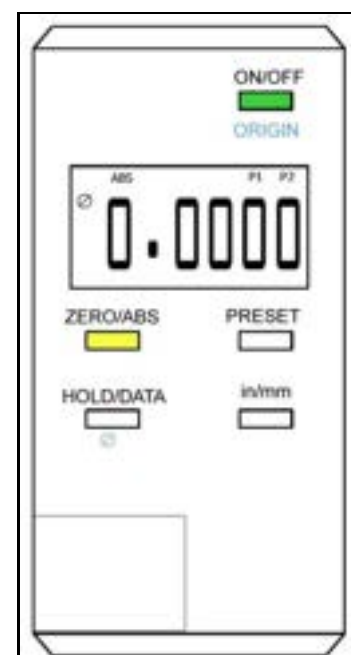 ON/OFF
ORIGIN
ABS P1 P2
∅ 0.0000
ZERO/ABS PRESET
HOLD/DATA in/mm
∅